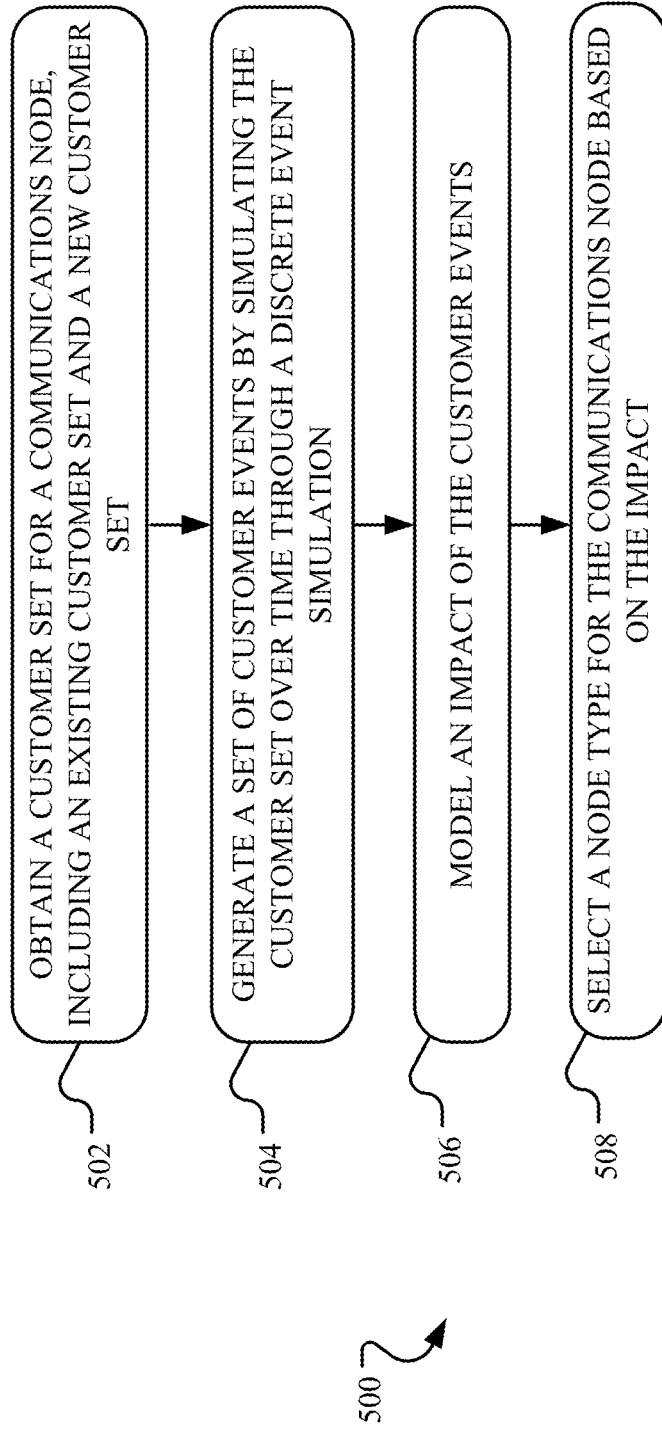 OBTAIN A CUSTOMER SET FOR A COMMUNICATIONS NODE,
INCLUDING AN EXISTING CUSTOMER SET AND A NEW CUSTOMER
SET
502
GENERATE A SET OF CUSTOMER EVENTS BY SIMULATING THE
CUSTOMER SET OVER TIME THROUGH A DISCRETE EVENT
SIMULATION
504
MODEL AN IMPACT OF THE CUSTOMER EVENTS
506
SELECT A NODE TYPE FOR THE COMMUNICATIONS NODE BASED
ON THE IMPACT
508
500